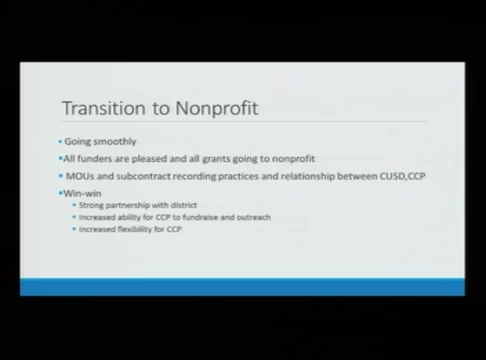 Transition to Nonprofit
Going smoothly
All funders are pleased and all grants going to nonprofit
MOUs and subcontract recording practices and relationship between CUSD,CCP
Win-win
Strong partnership with district
Increased ability for CCP to fundraise and outreach
Increased flexibility for CCP